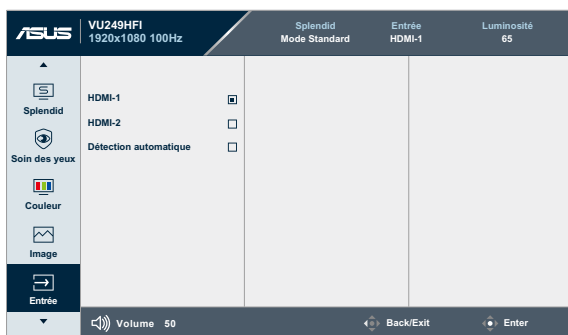 ASUS
VU249HFI
1920x1080 100Hz
Splendid
Mode Standard
Entrée
HDMI-1
Luminosité
65
Splendid
Soin des yeux
Couleur
Image
Entrée
HDMI-1
HDMI-2
Détection automatique
Volume 50
Back/Exit
Enter